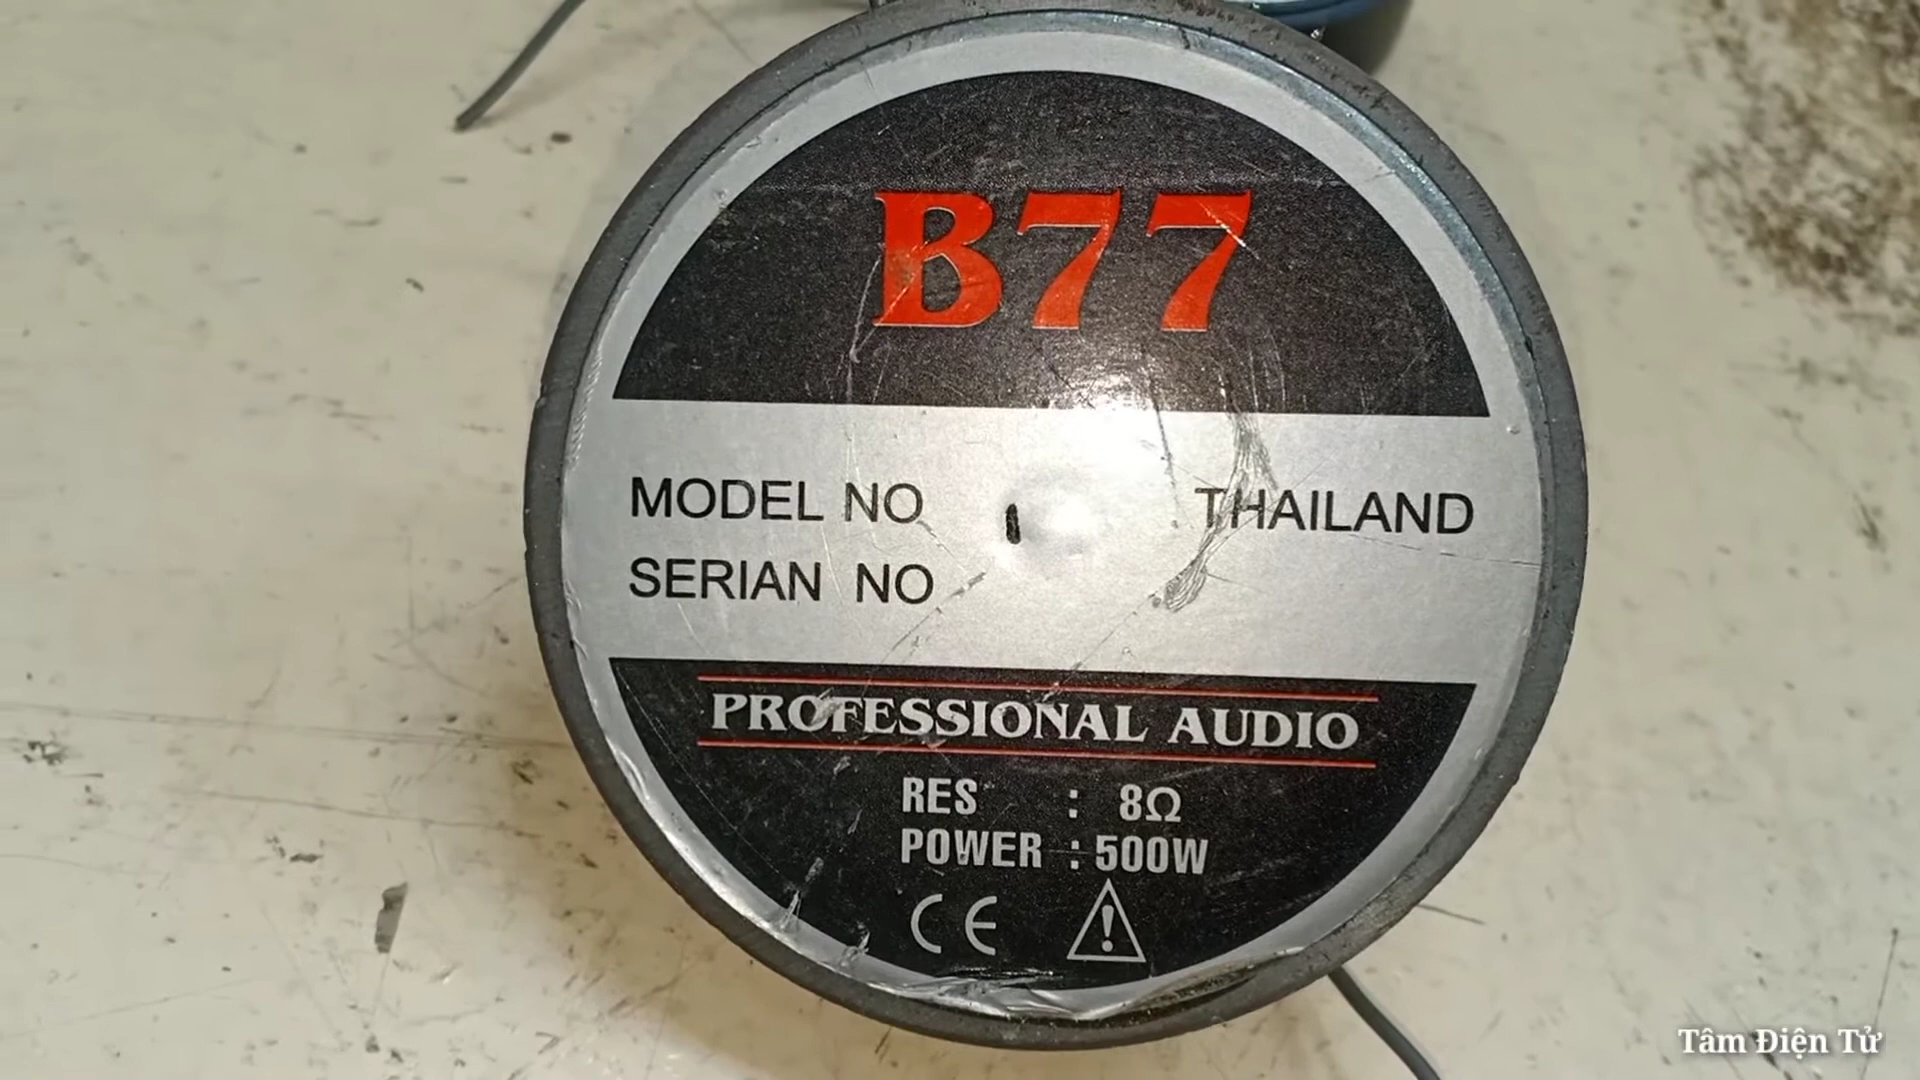 B77
MODEL NO
THAILAND
SERIAN NO
PROFESSIONAL AUDIO
RES : 8Ω
POWER : 500W
CE
Tâm Điện Tử